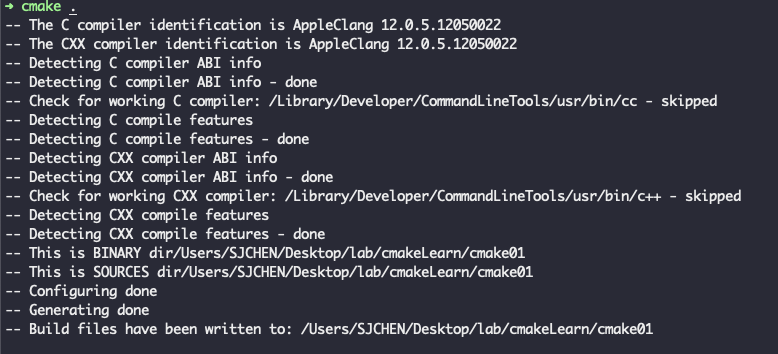 ➜ cmake .
-- The C compiler identification is AppleClang 12.0.5.12050022
-- The CXX compiler identification is AppleClang 12.0.5.12050022
-- Detecting C compiler ABI info
-- Detecting C compiler ABI info - done
-- Check for working C compiler: /Library/Developer/CommandLineTools/usr/bin/cc - skipped
-- Detecting C compile features
-- Detecting C compile features - done
-- Detecting CXX compiler ABI info
-- Detecting CXX compiler ABI info - done
-- Check for working CXX compiler: /Library/Developer/CommandLineTools/usr/bin/c++ - skipped
-- Detecting CXX compile features
-- Detecting CXX compile features - done
-- This is BINARY dir/Users/SJCHEN/Desktop/lab/cmakeLearn/cmake01
-- This is SOURCES dir/Users/SJCHEN/Desktop/lab/cmakeLearn/cmake01
-- Configuring done
-- Generating done
-- Build files have been written to: /Users/SJCHEN/Desktop/lab/cmakeLearn/cmake01